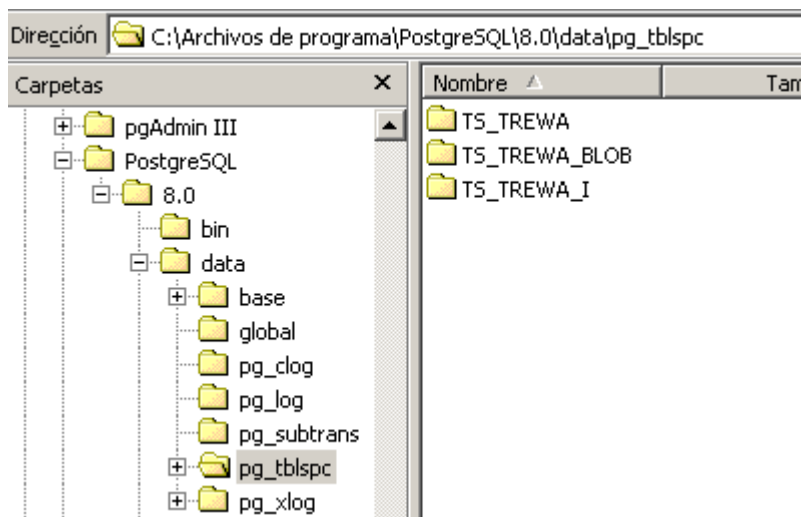 Dirección C:\Archivos de programa\PostgreSQL\8.0\data\pg_tblspc
Carpetas
pgAdmin III
PostgreSQL
8.0
bin
data
base
global
pg_clog
pg_log
pg_subtrans
pg_tblspc
pg_xlog
Nombre Tam
TS_TREWA
TS_TREWA_BLOB
TS_TREWA_I